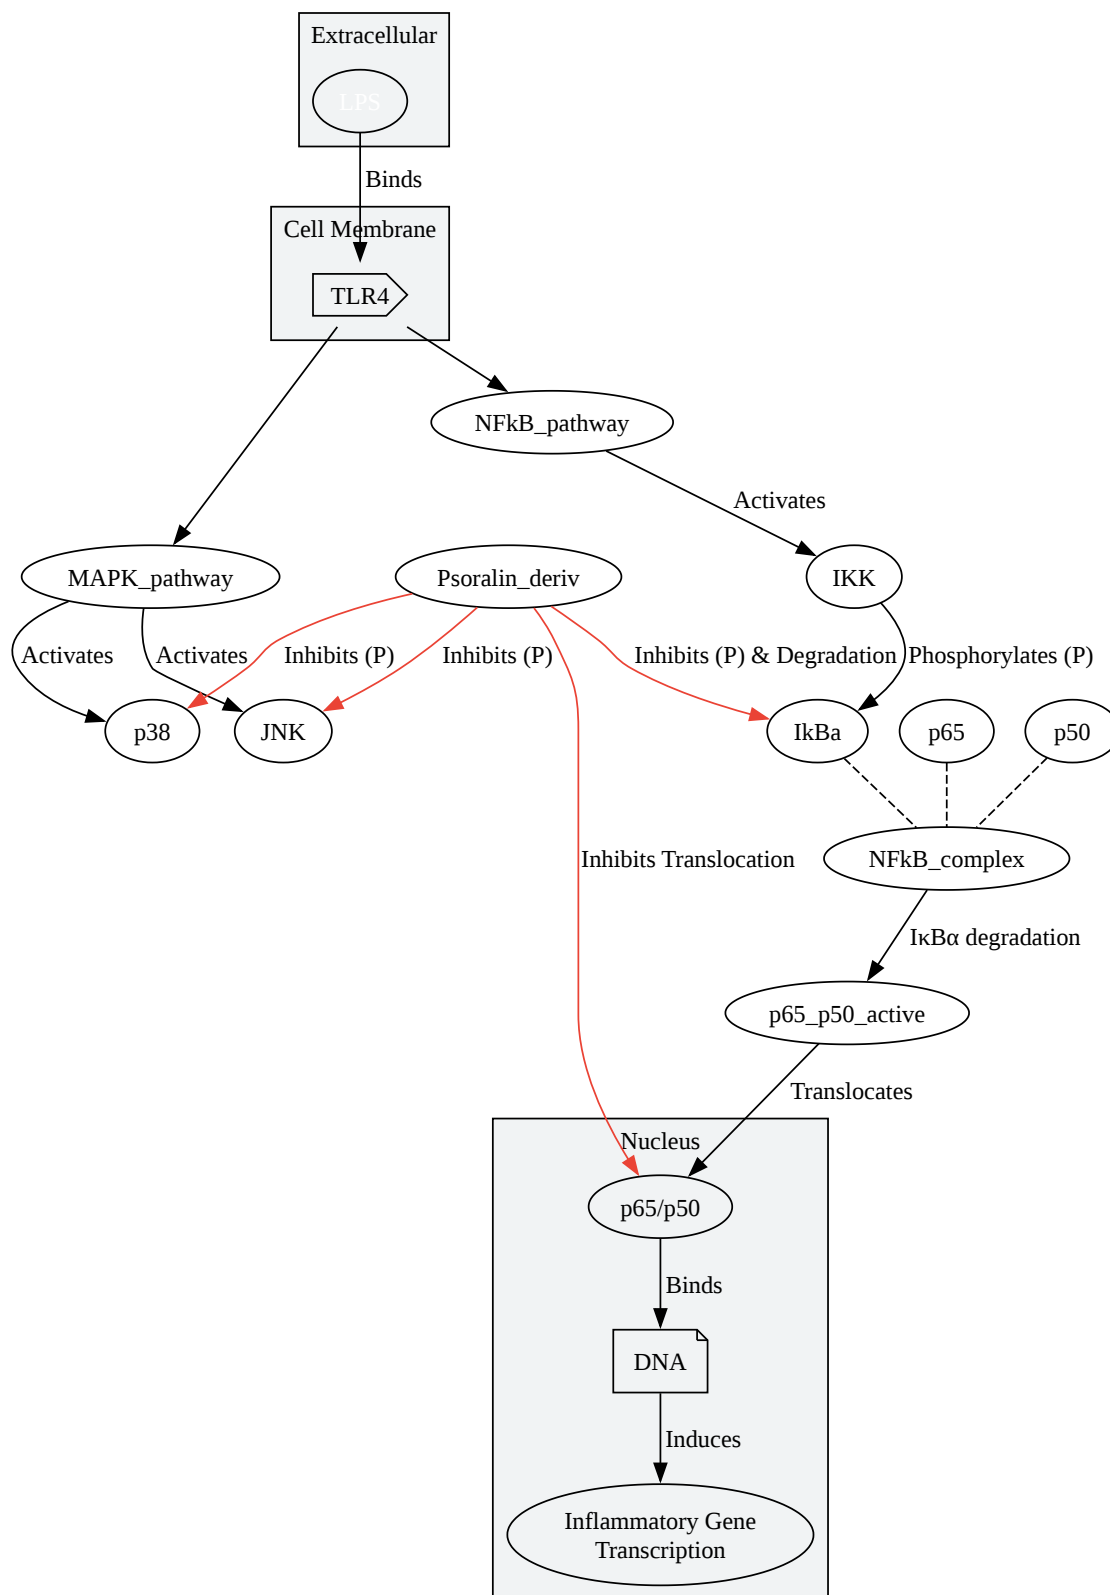 Extracellular
LPS
Binds
Cell Membrane
TLR4
NFkB_pathway
Activates
MAPK_pathway
Psoralin_deriv
IKK
Activates
Activates
Inhibits (P)
Inhibits (P)
Inhibits (P) & Degradation
Phosphorylates (P)
p38
JNK
IkBa
p65
p50
Inhibits Translocation
NFkB_complex
IκBα degradation
p65_p50_active
Translocates
Nucleus
p65/p50
Binds
DNA
Induces
Inflammatory Gene
Transcription